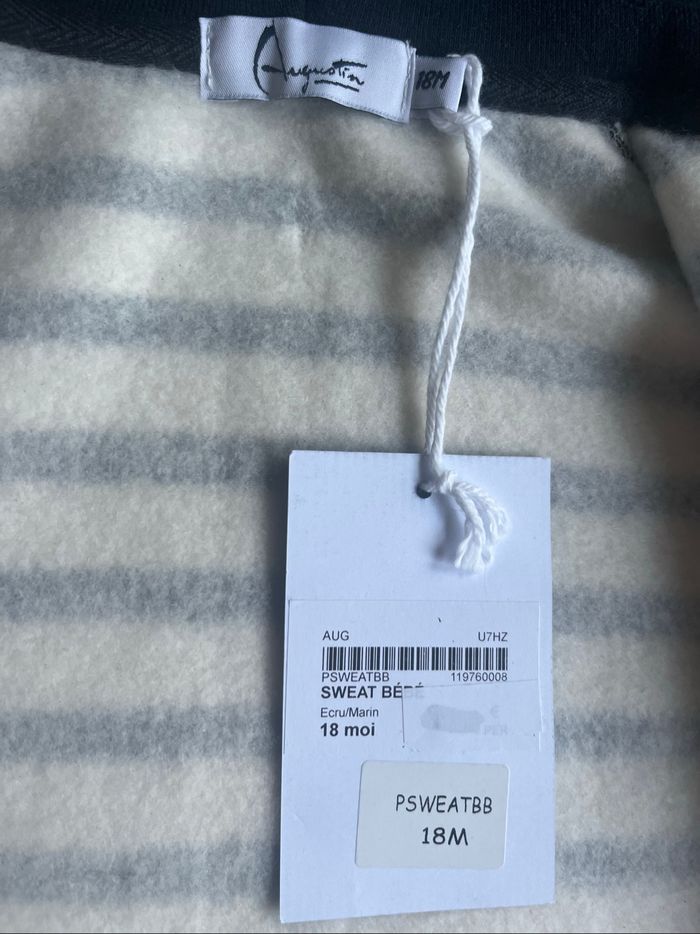 Augustin
18M
AUG U7HZ
PSWEATBB 119760008
SWEAT BÉBÉ
Ecru/Marin
18 moi
€
PSWEATBB
18M